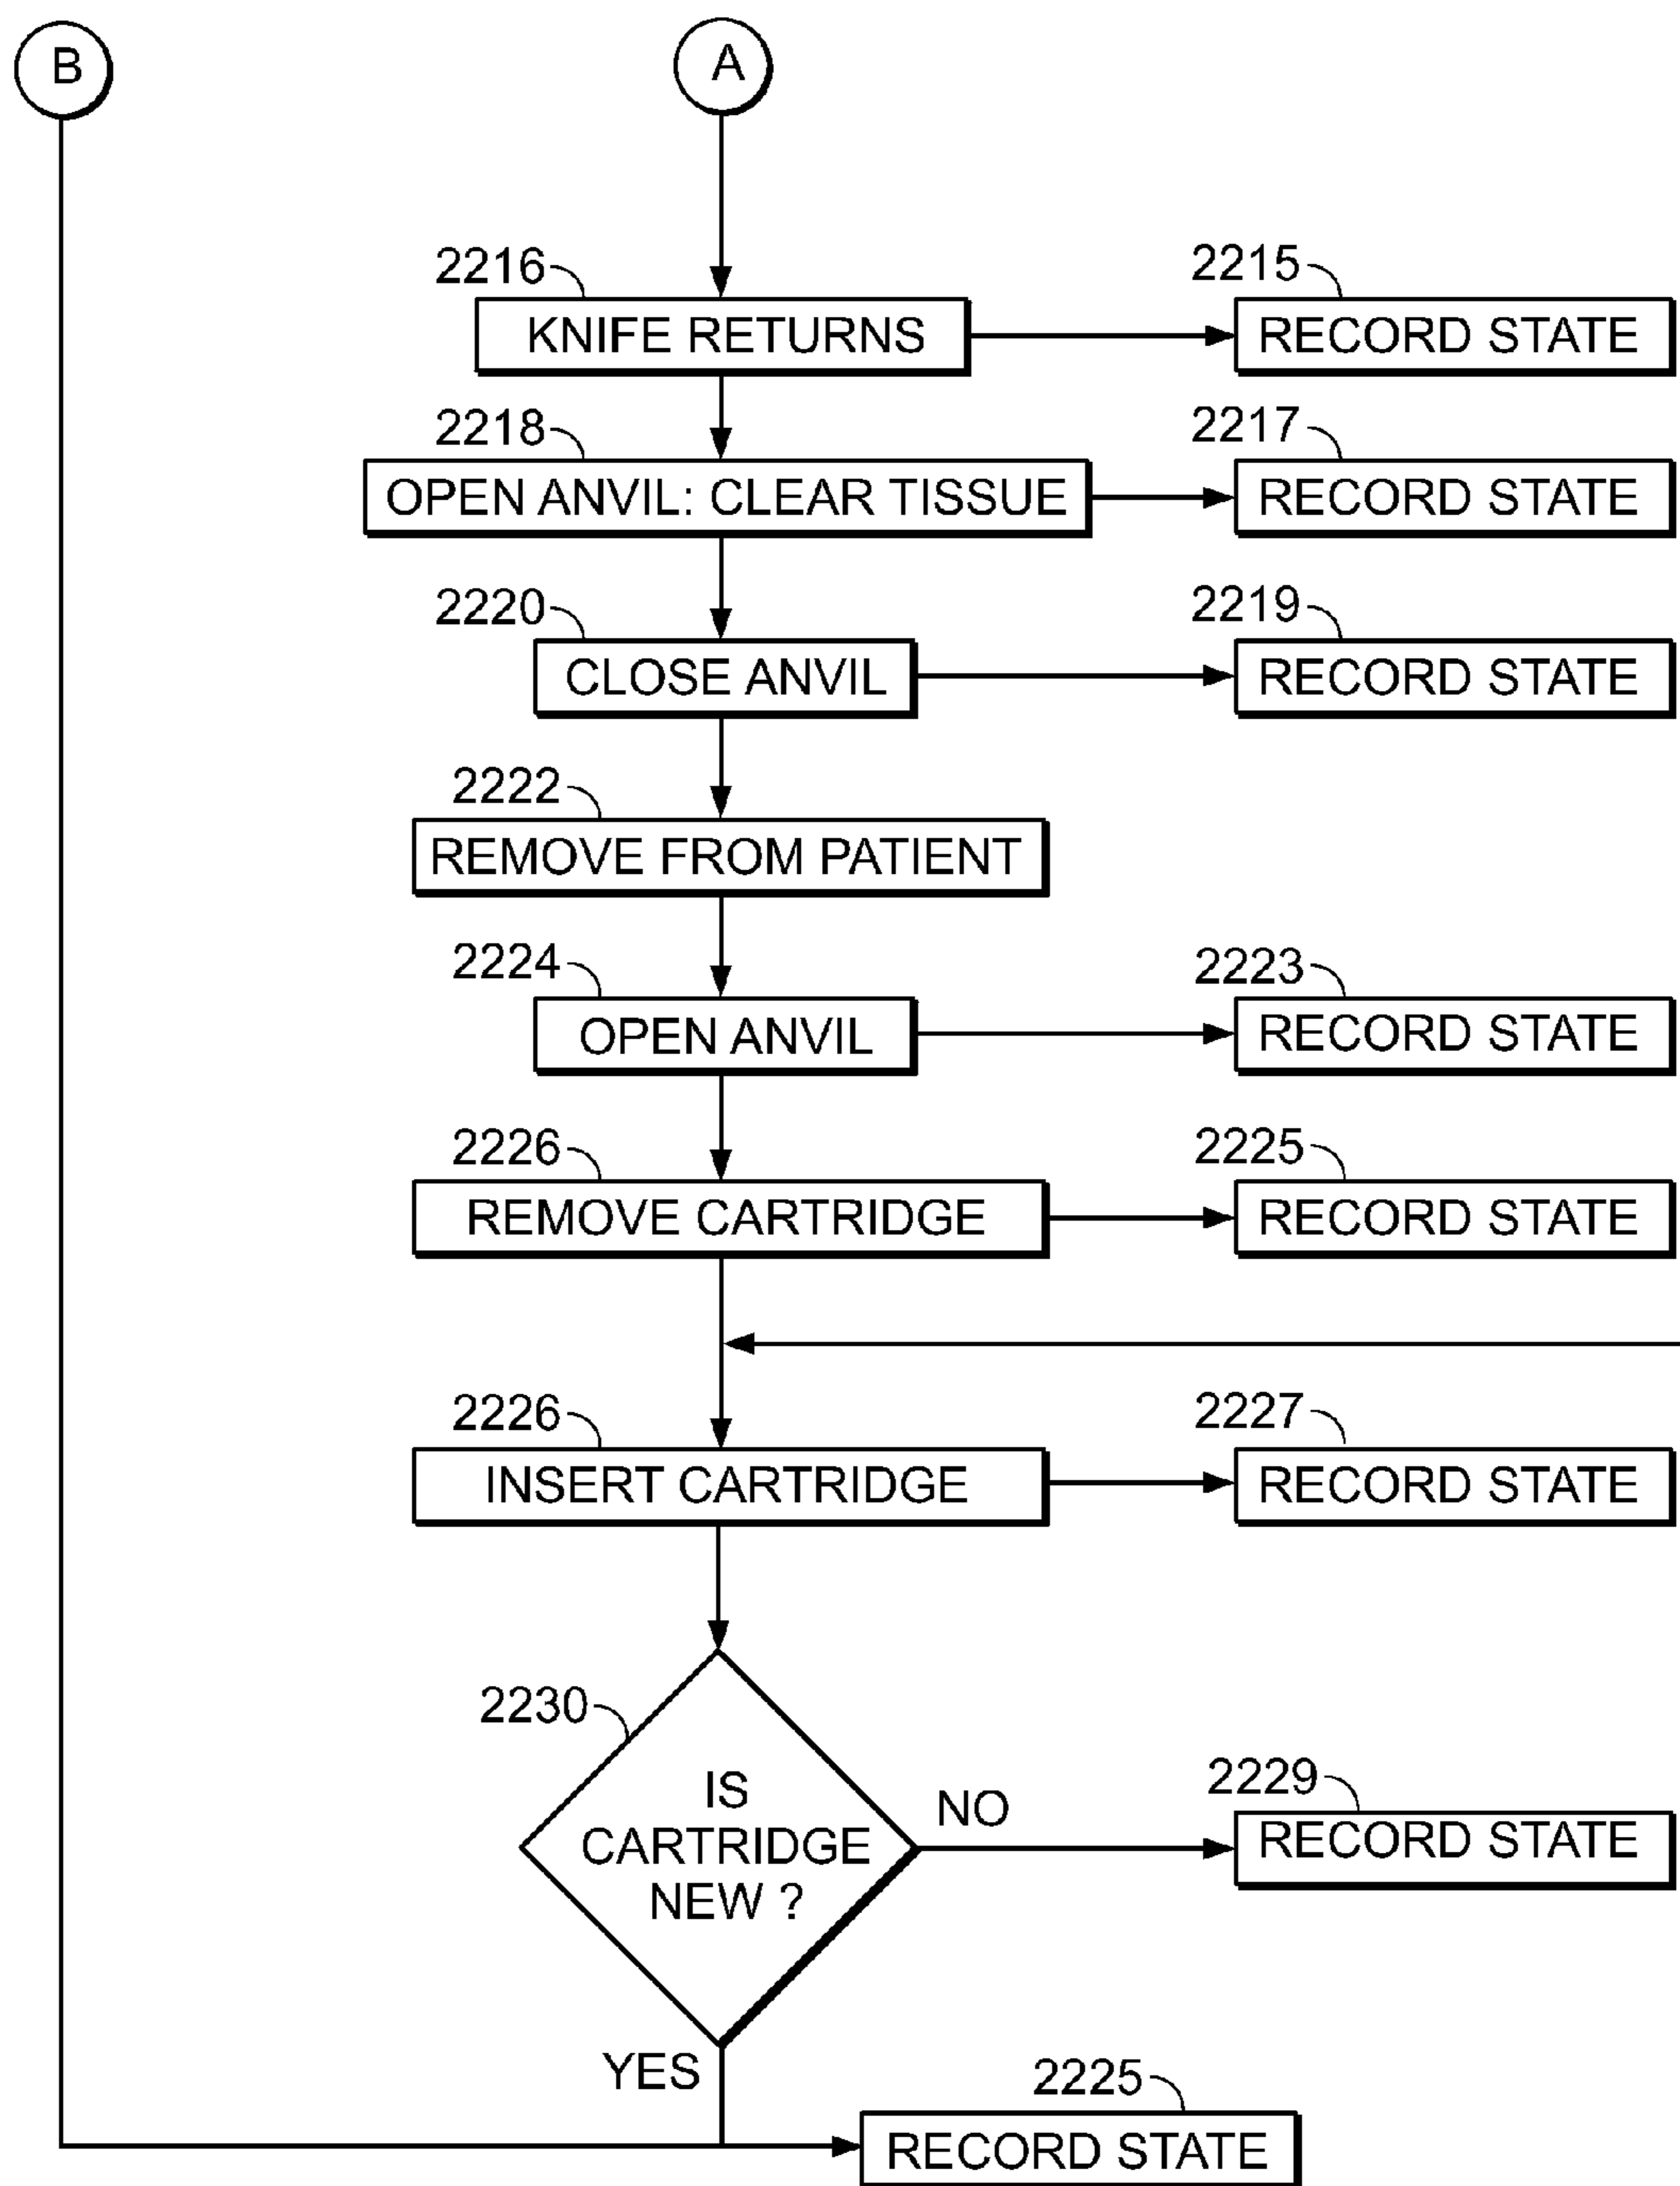 B
A
2216
2215
KNIFE RETURNS
RECORD STATE
2218
2217
OPEN ANVIL: CLEAR TISSUE
RECORD STATE
2220
2219
CLOSE ANVIL
RECORD STATE
2222
REMOVE FROM PATIENT
2224
2223
OPEN ANVIL
RECORD STATE
2226
2225
REMOVE CARTRIDGE
RECORD STATE
2226
2227
INSERT CARTRIDGE
RECORD STATE
2230
IS
CARTRIDGE
NEW ?
NO
2229
RECORD STATE
YES
2225
RECORD STATE